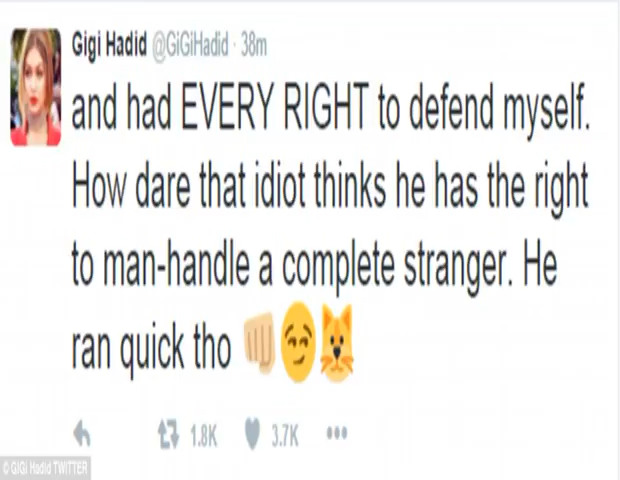 Gigi Hadid @GiGiHadid · 38m
and had EVERY RIGHT to defend myself.
How dare that idiot thinks he has the right
to man-handle a complete stranger. He
ran quick tho 👊🏼😏🐱
1.8K 3.7K •••
© GiGi Hadid TWITTER